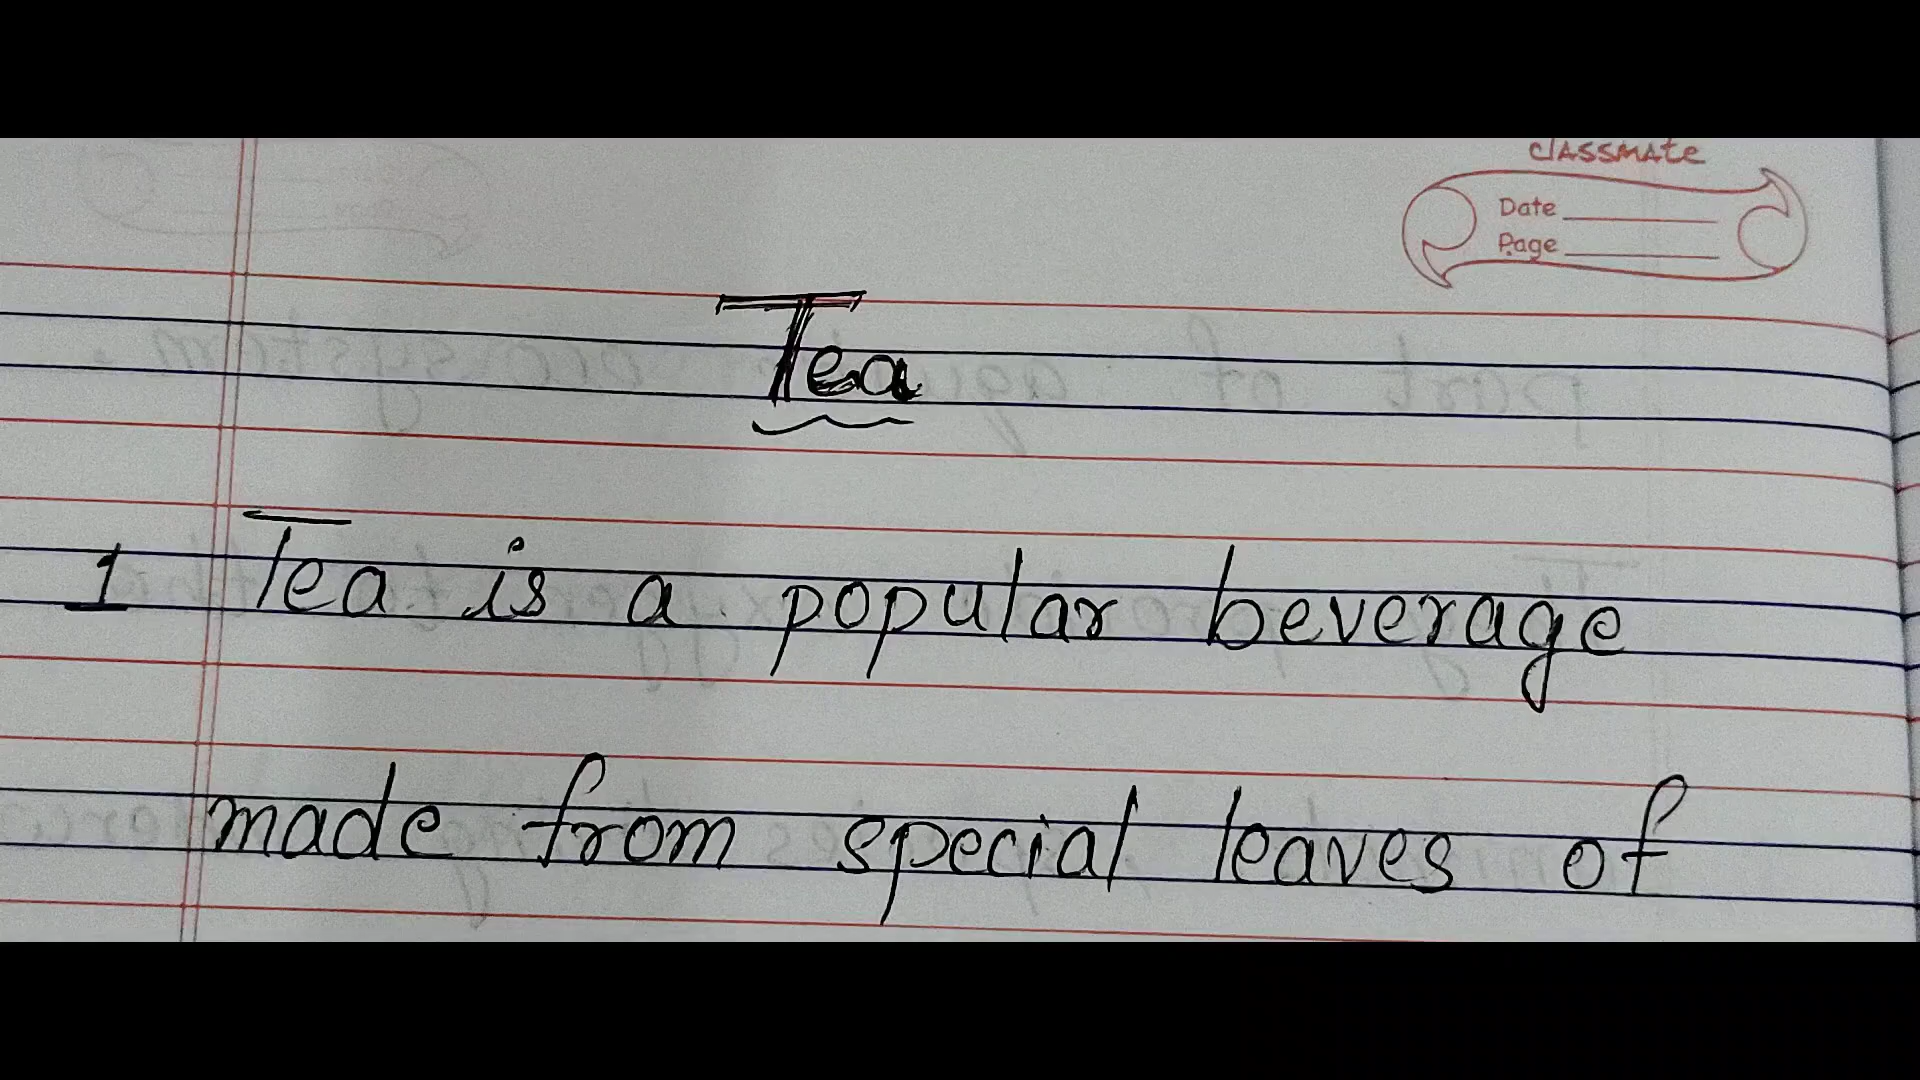 classmate
Date
Page
Tea
1 Tea is a popular beverage
made from special leaves of